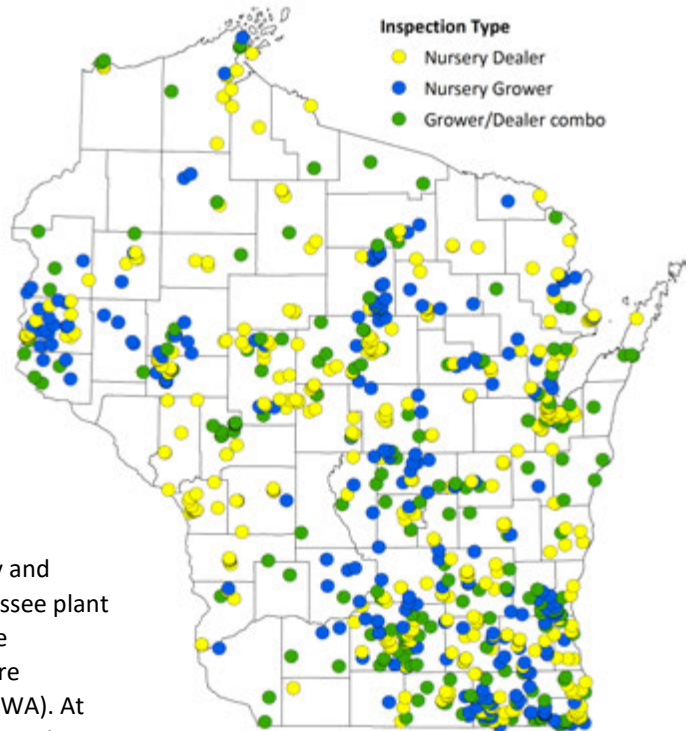 Inspection Type
Nursery Dealer
Nursery Grower
Grower/Dealer combo
y and
ssee plant
e
re
WA). At